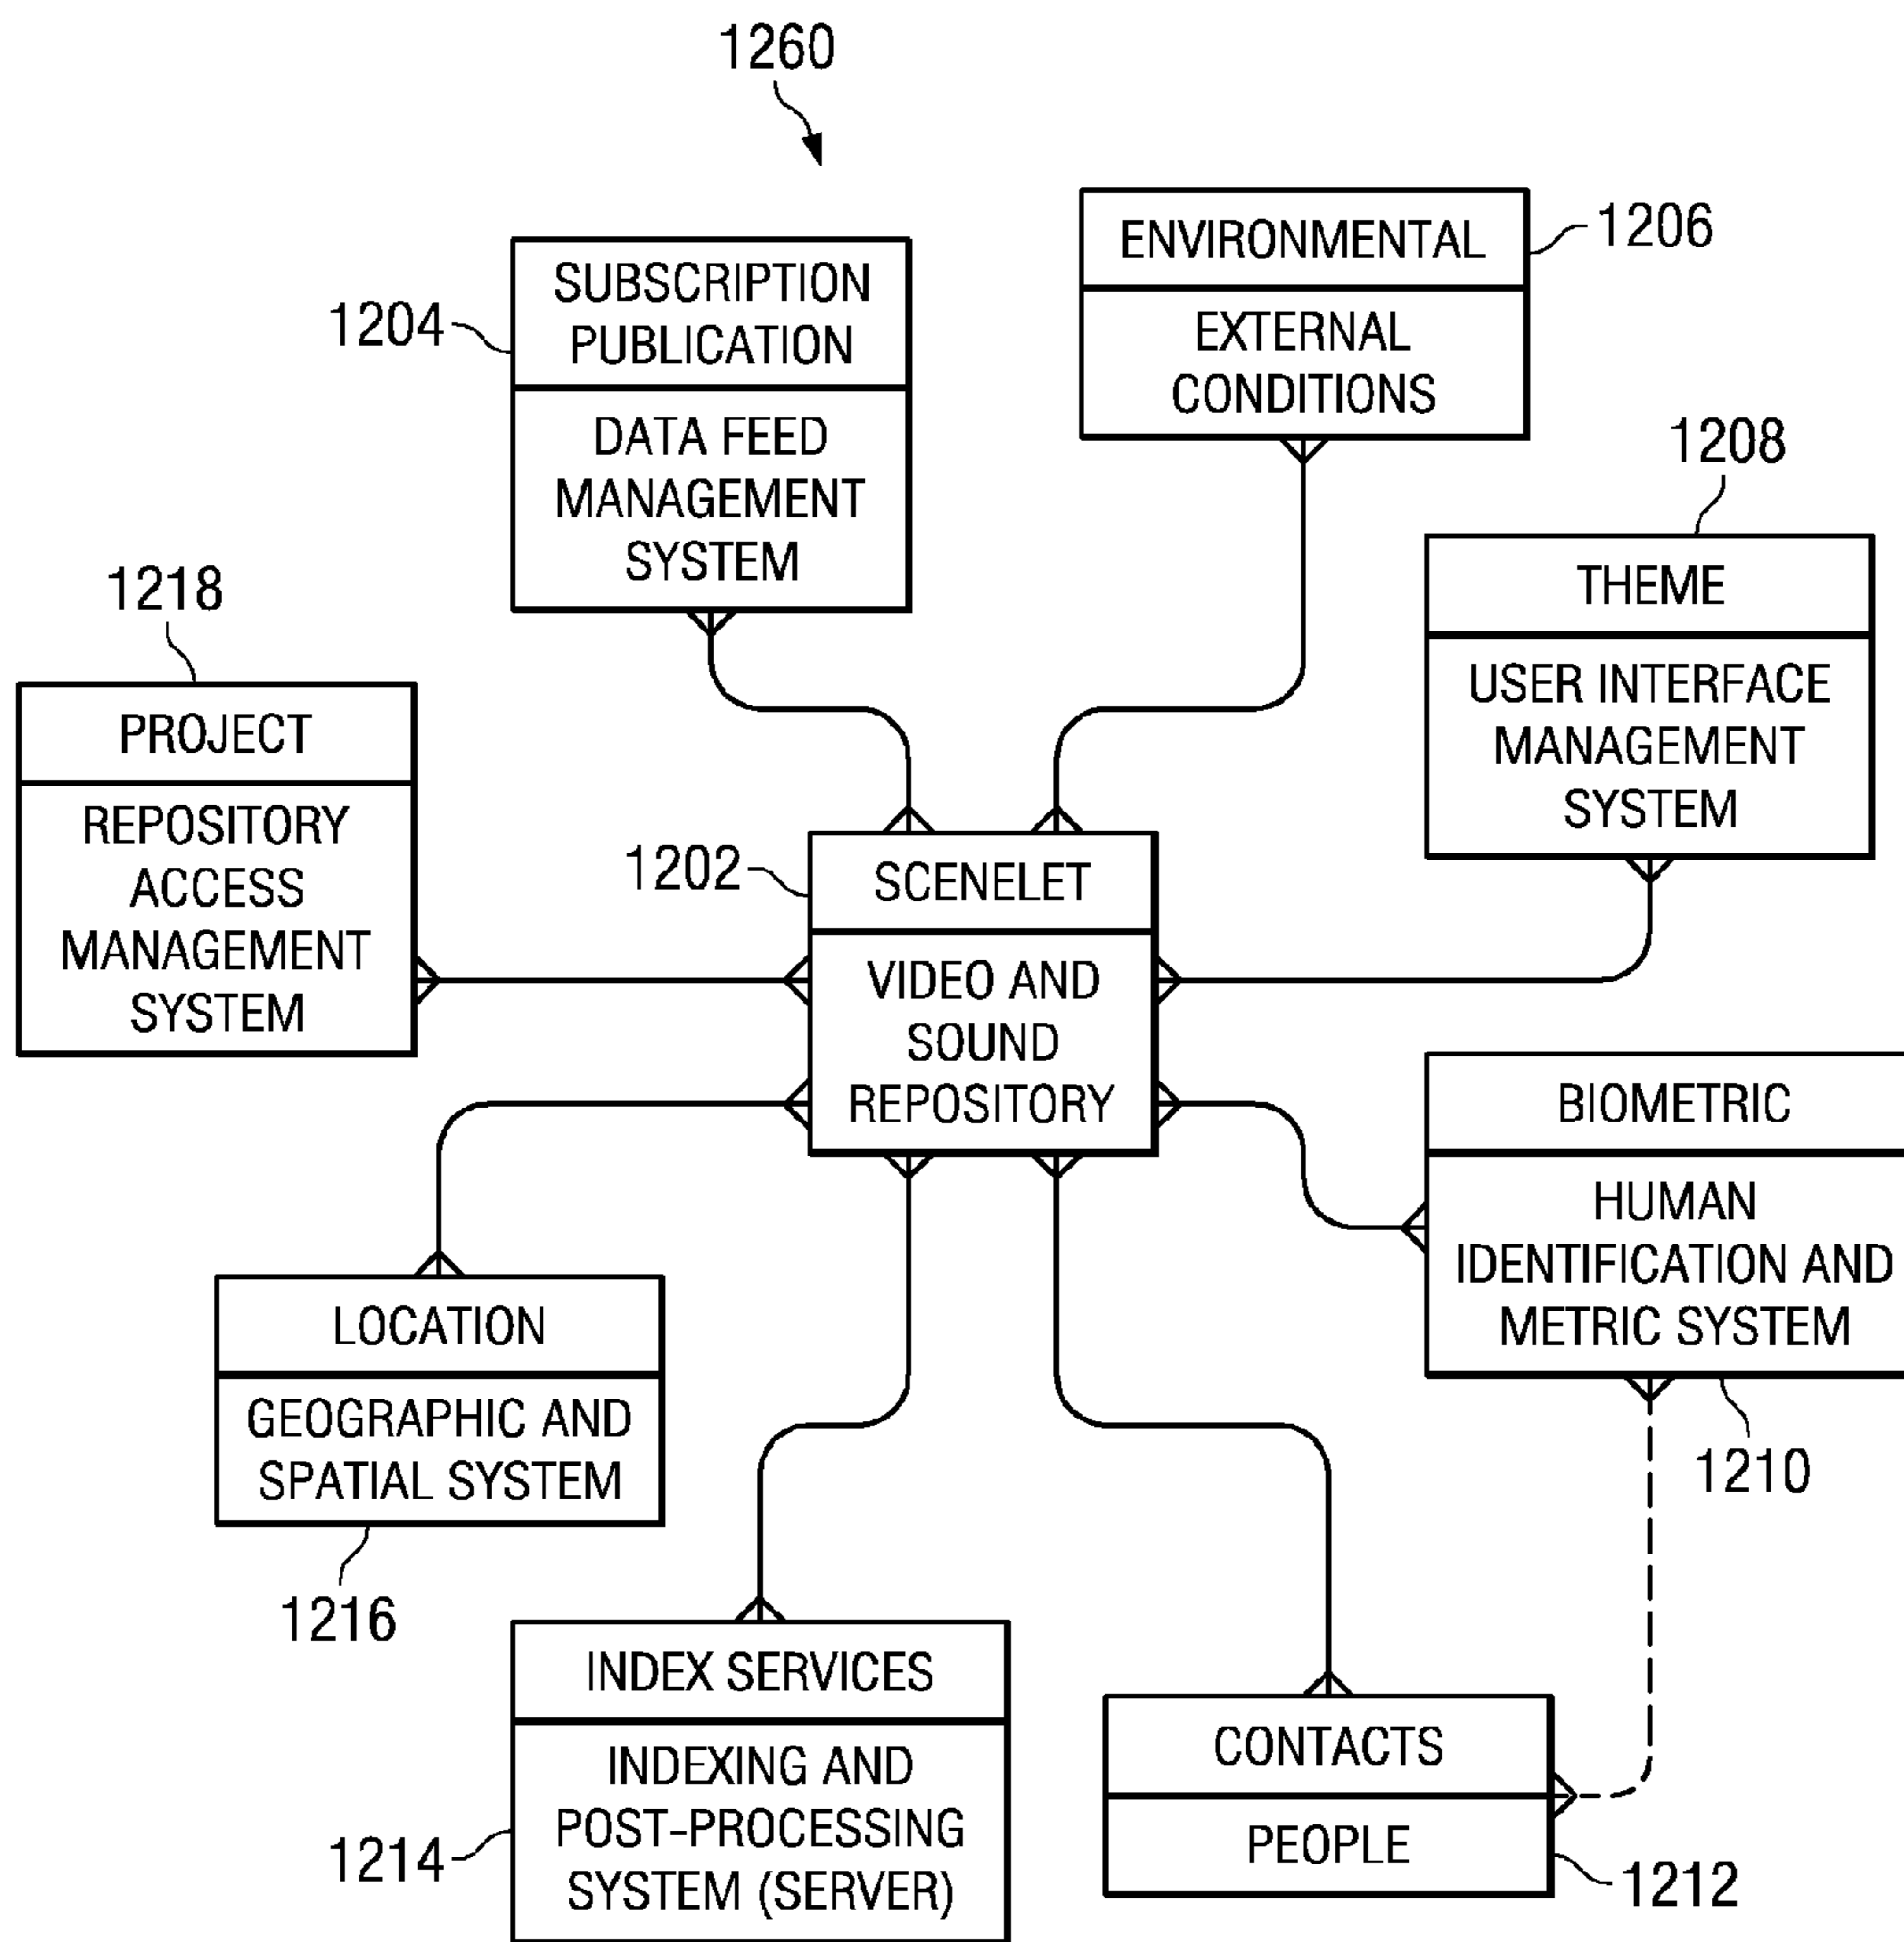 1260
ENVIRONMENTAL
EXTERNAL
CONDITIONS
1206
SUBSCRIPTION
PUBLICATION
DATA FEED
MANAGEMENT
SYSTEM
1204
1208
THEME
USER INTERFACE
MANAGEMENT
SYSTEM
1218
PROJECT
REPOSITORY
ACCESS
MANAGEMENT
SYSTEM
1202
SCENELET
VIDEO AND
SOUND
REPOSITORY
BIOMETRIC
HUMAN
IDENTIFICATION AND
METRIC SYSTEM
1210
LOCATION
GEOGRAPHIC AND
SPATIAL SYSTEM
1216
INDEX SERVICES
INDEXING AND
POST-PROCESSING
SYSTEM (SERVER)
1214
CONTACTS
PEOPLE
1212